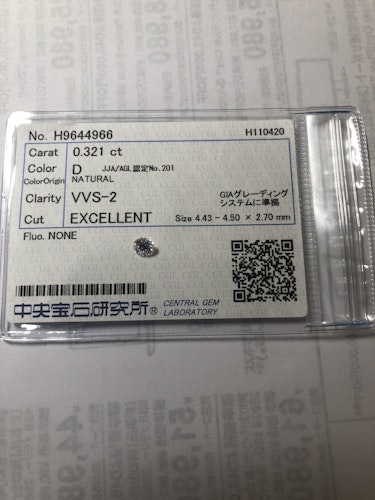 No. H9644966 H110420
Carat 0.321 ct
Color D JJA/AGL認定No.201
ColorOrigin NATURAL
Clarity VVS-2 GIAグレーディング
システムに準拠
Cut EXCELLENT Size 4.43 - 4.50 × 2.70 mm
Fluo. NONE
中央宝石研究所® CENTRAL GEM
LABORATORY